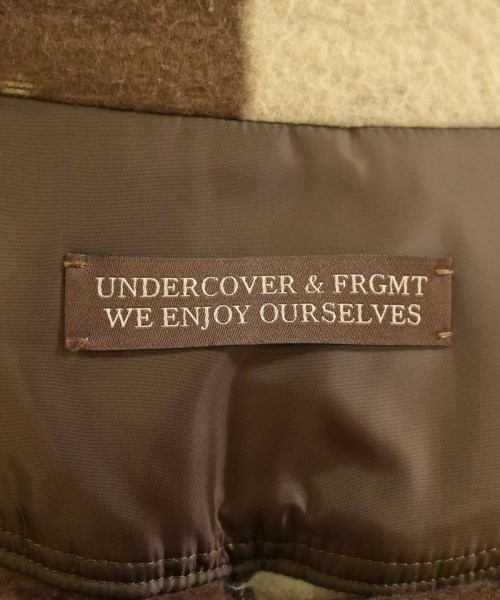 UNDERCOVER & FRGMT
WE ENJOY OURSELVES